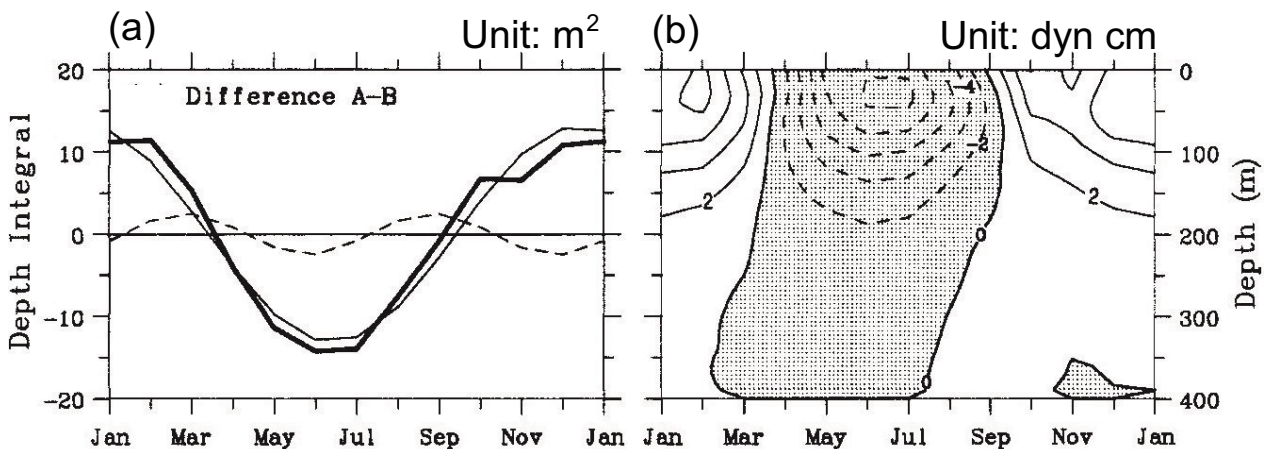 (a) Unit: m²
Difference A-B
Depth Integral
20
10
0
-10
-20
Jan Mar May Jul Sep Nov Jan
(b) Unit: dyn cm
-4
-2
2
2
0
0
0
100
200
300
400
Depth (m)
Jan Mar May Jul Sep Nov Jan